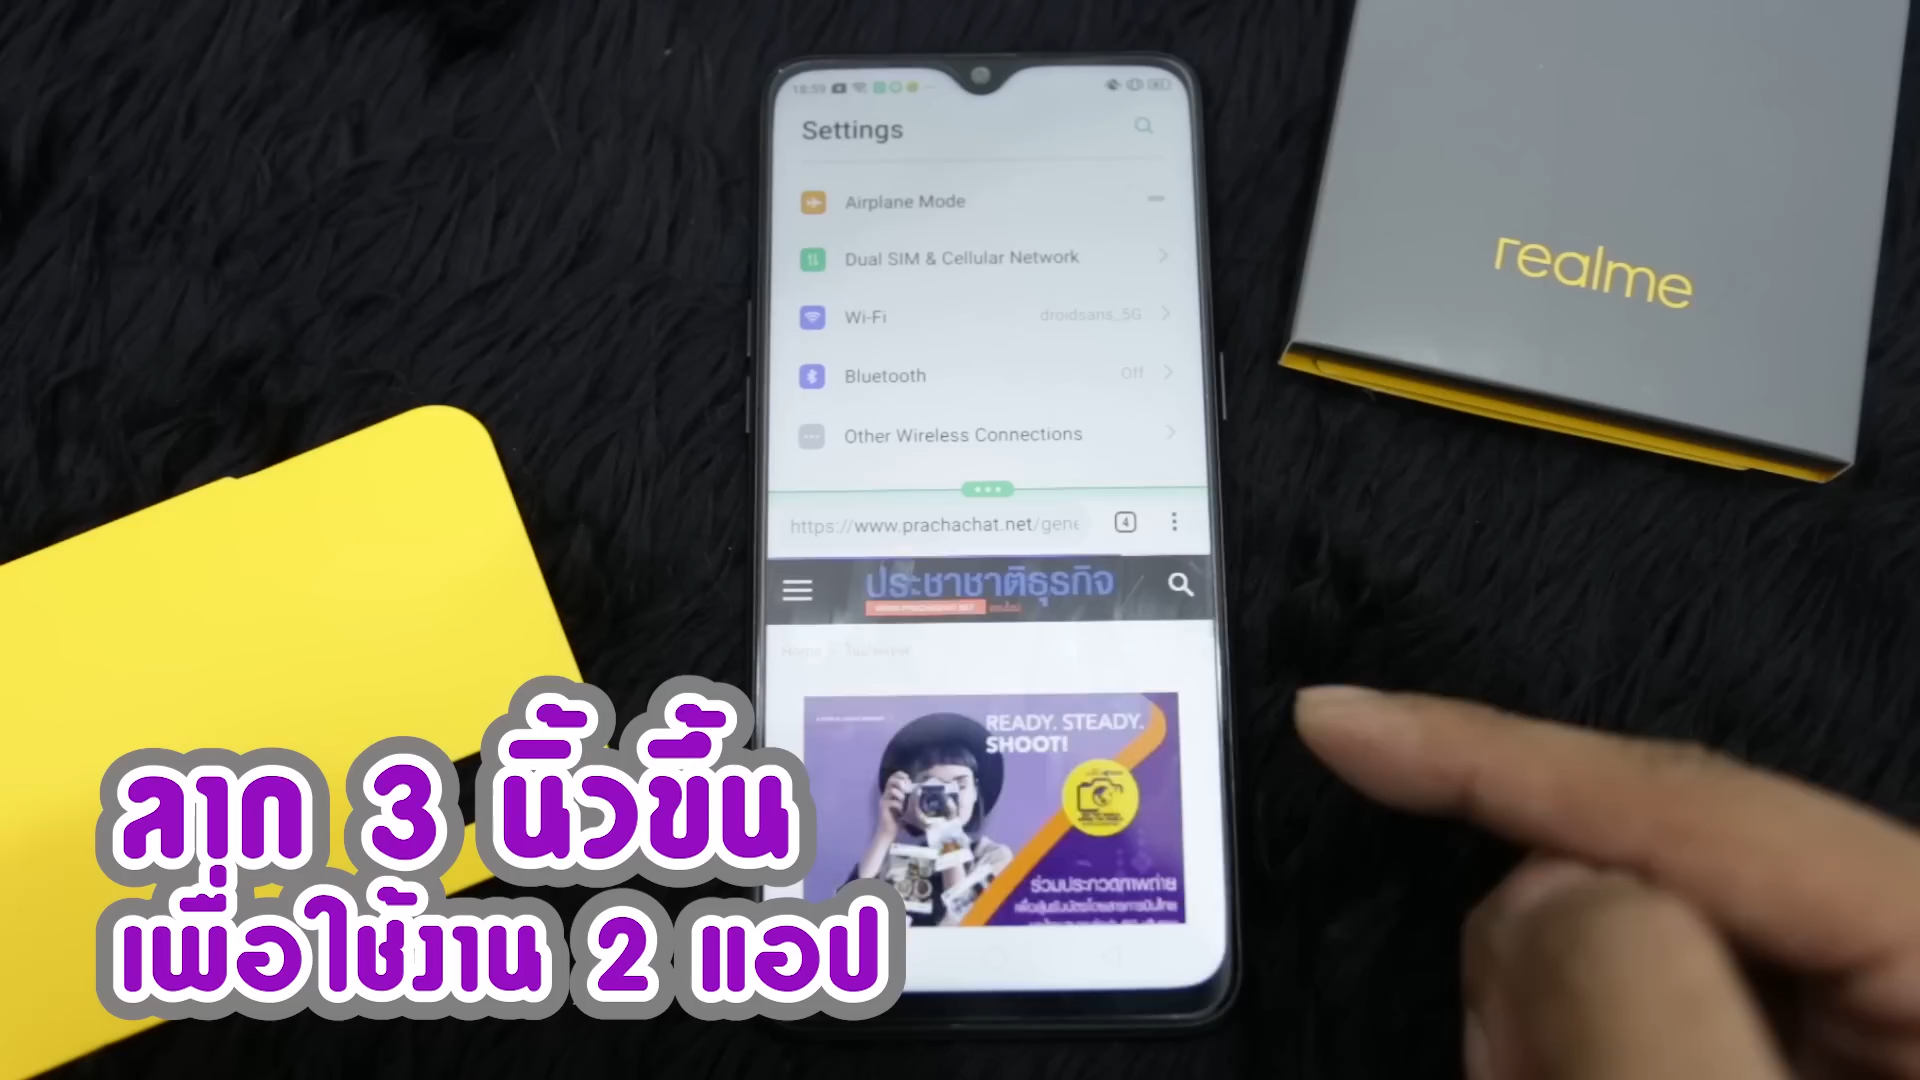 18:59
Settings
Airplane Mode
Dual SIM & Cellular Network
Wi-Fi droidsans_5G
Bluetooth Off
Other Wireless Connections
https://www.prachachat.net/gene 4
ประชาชาติธุรกิจ
Home
READY. STEADY.
SHOOT!
ร่วมประกวดภาพถ่าย
realme
ลาก 3 นิ้วขึ้น
เพื่อใช้งาน 2 แอป